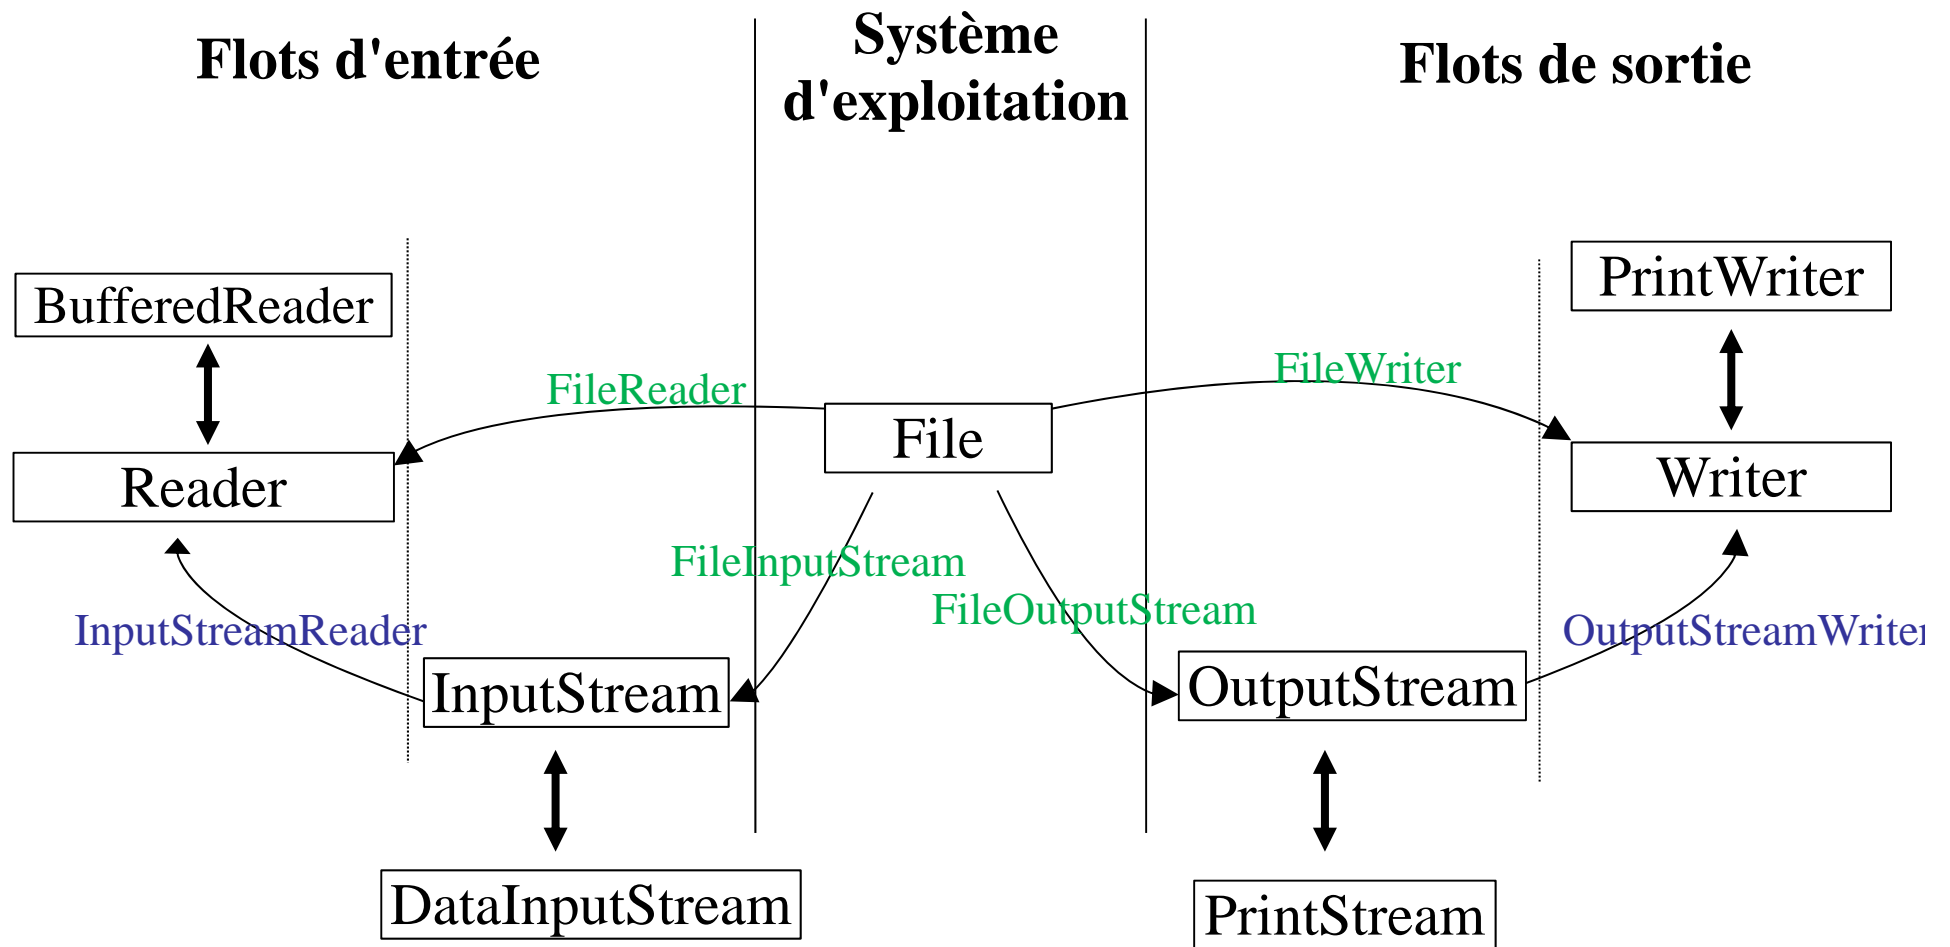 Flots d'entrée
Système
d'exploitation
Flots de sortie
BufferedReader
PrintWriter
FileReader
FileWriter
File
Reader
Writer
FileInputStream
FileOutputStream
InputStreamReader
OutputStreamWriter
InputStream
OutputStream
DataInputStream
PrintStream